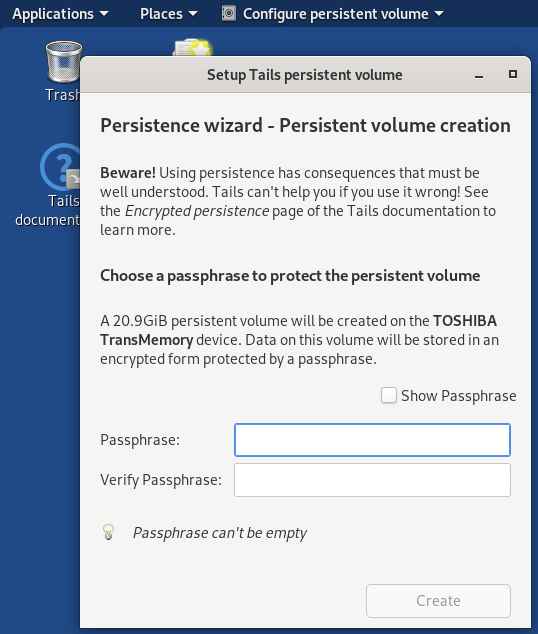 Applications Places Configure persistent volume
Trash
Setup Tails persistent volume
Persistence wizard - Persistent volume creation
Beware! Using persistence has consequences that must be
well understood. Tails can't help you if you use it wrong! See
the Encrypted persistence page of the Tails documentation to
learn more.
Tails
Choose a passphrase to protect the persistent volume
A 20.9GiB persistent volume will be created on the TOSHIBA
TransMemory device. Data on this volume will be stored in an
encrypted form protected by a passphrase.
Show Passphrase
Passphrase:
Verify Passphrase:
Passphrase can't be empty
Create